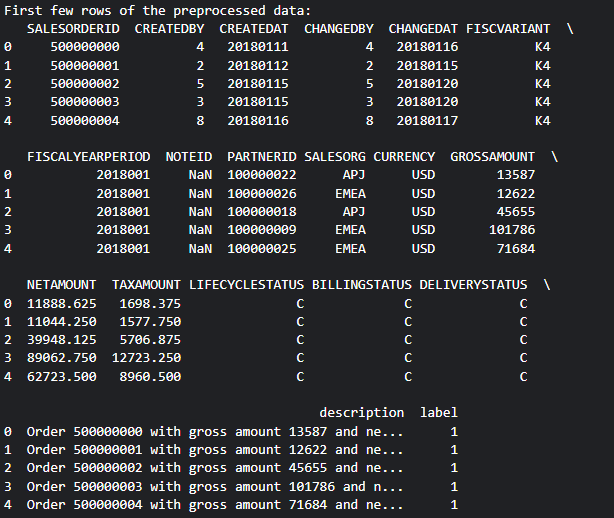 First few rows of the preprocessed data:
SALESORDERID CREATEDBY CREATEDAT CHANGEDBY CHANGEDAT FISCVARIANT \
0 500000000 4 20180111 4 20180116 K4
1 500000001 2 20180112 2 20180115 K4
2 500000002 5 20180115 5 20180120 K4
3 500000003 3 20180115 3 20180120 K4
4 500000004 8 20180116 8 20180117 K4
FISCALYEARPERIOD NOTEID PARTNERID SALESORG CURRENCY GROSSAMOUNT \
0 2018001 NaN 100000022 APJ USD 13587
1 2018001 NaN 100000026 EMEA USD 12622
2 2018001 NaN 100000018 APJ USD 45655
3 2018001 NaN 100000009 EMEA USD 101786
4 2018001 NaN 100000025 EMEA USD 71684
NETAMOUNT TAXAMOUNT LIFECYCLESTATUS BILLINGSTATUS DELIVERYSTATUS \
0 11888.625 1698.375 C C C
1 11044.250 1577.750 C C C
2 39948.125 5706.875 C C C
3 89062.750 12723.250 C C C
4 62723.500 8960.500 C C C
description label
0 Order 500000000 with gross amount 13587 and ne... 1
1 Order 500000001 with gross amount 12622 and ne... 1
2 Order 500000002 with gross amount 45655 and ne... 1
3 Order 500000003 with gross amount 101786 and n... 1
4 Order 500000004 with gross amount 71684 and ne... 1